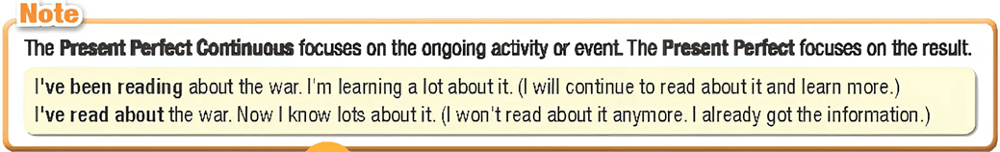 Note
The Present Perfect Continuous focuses on the ongoing activity or event. The Present Perfect focuses on the result.
I've been reading about the war. I'm learning a lot about it. (I will continue to read about it and learn more.)
I've read about the war. Now I know lots about it. (I won't read about it anymore. I already got the information.)